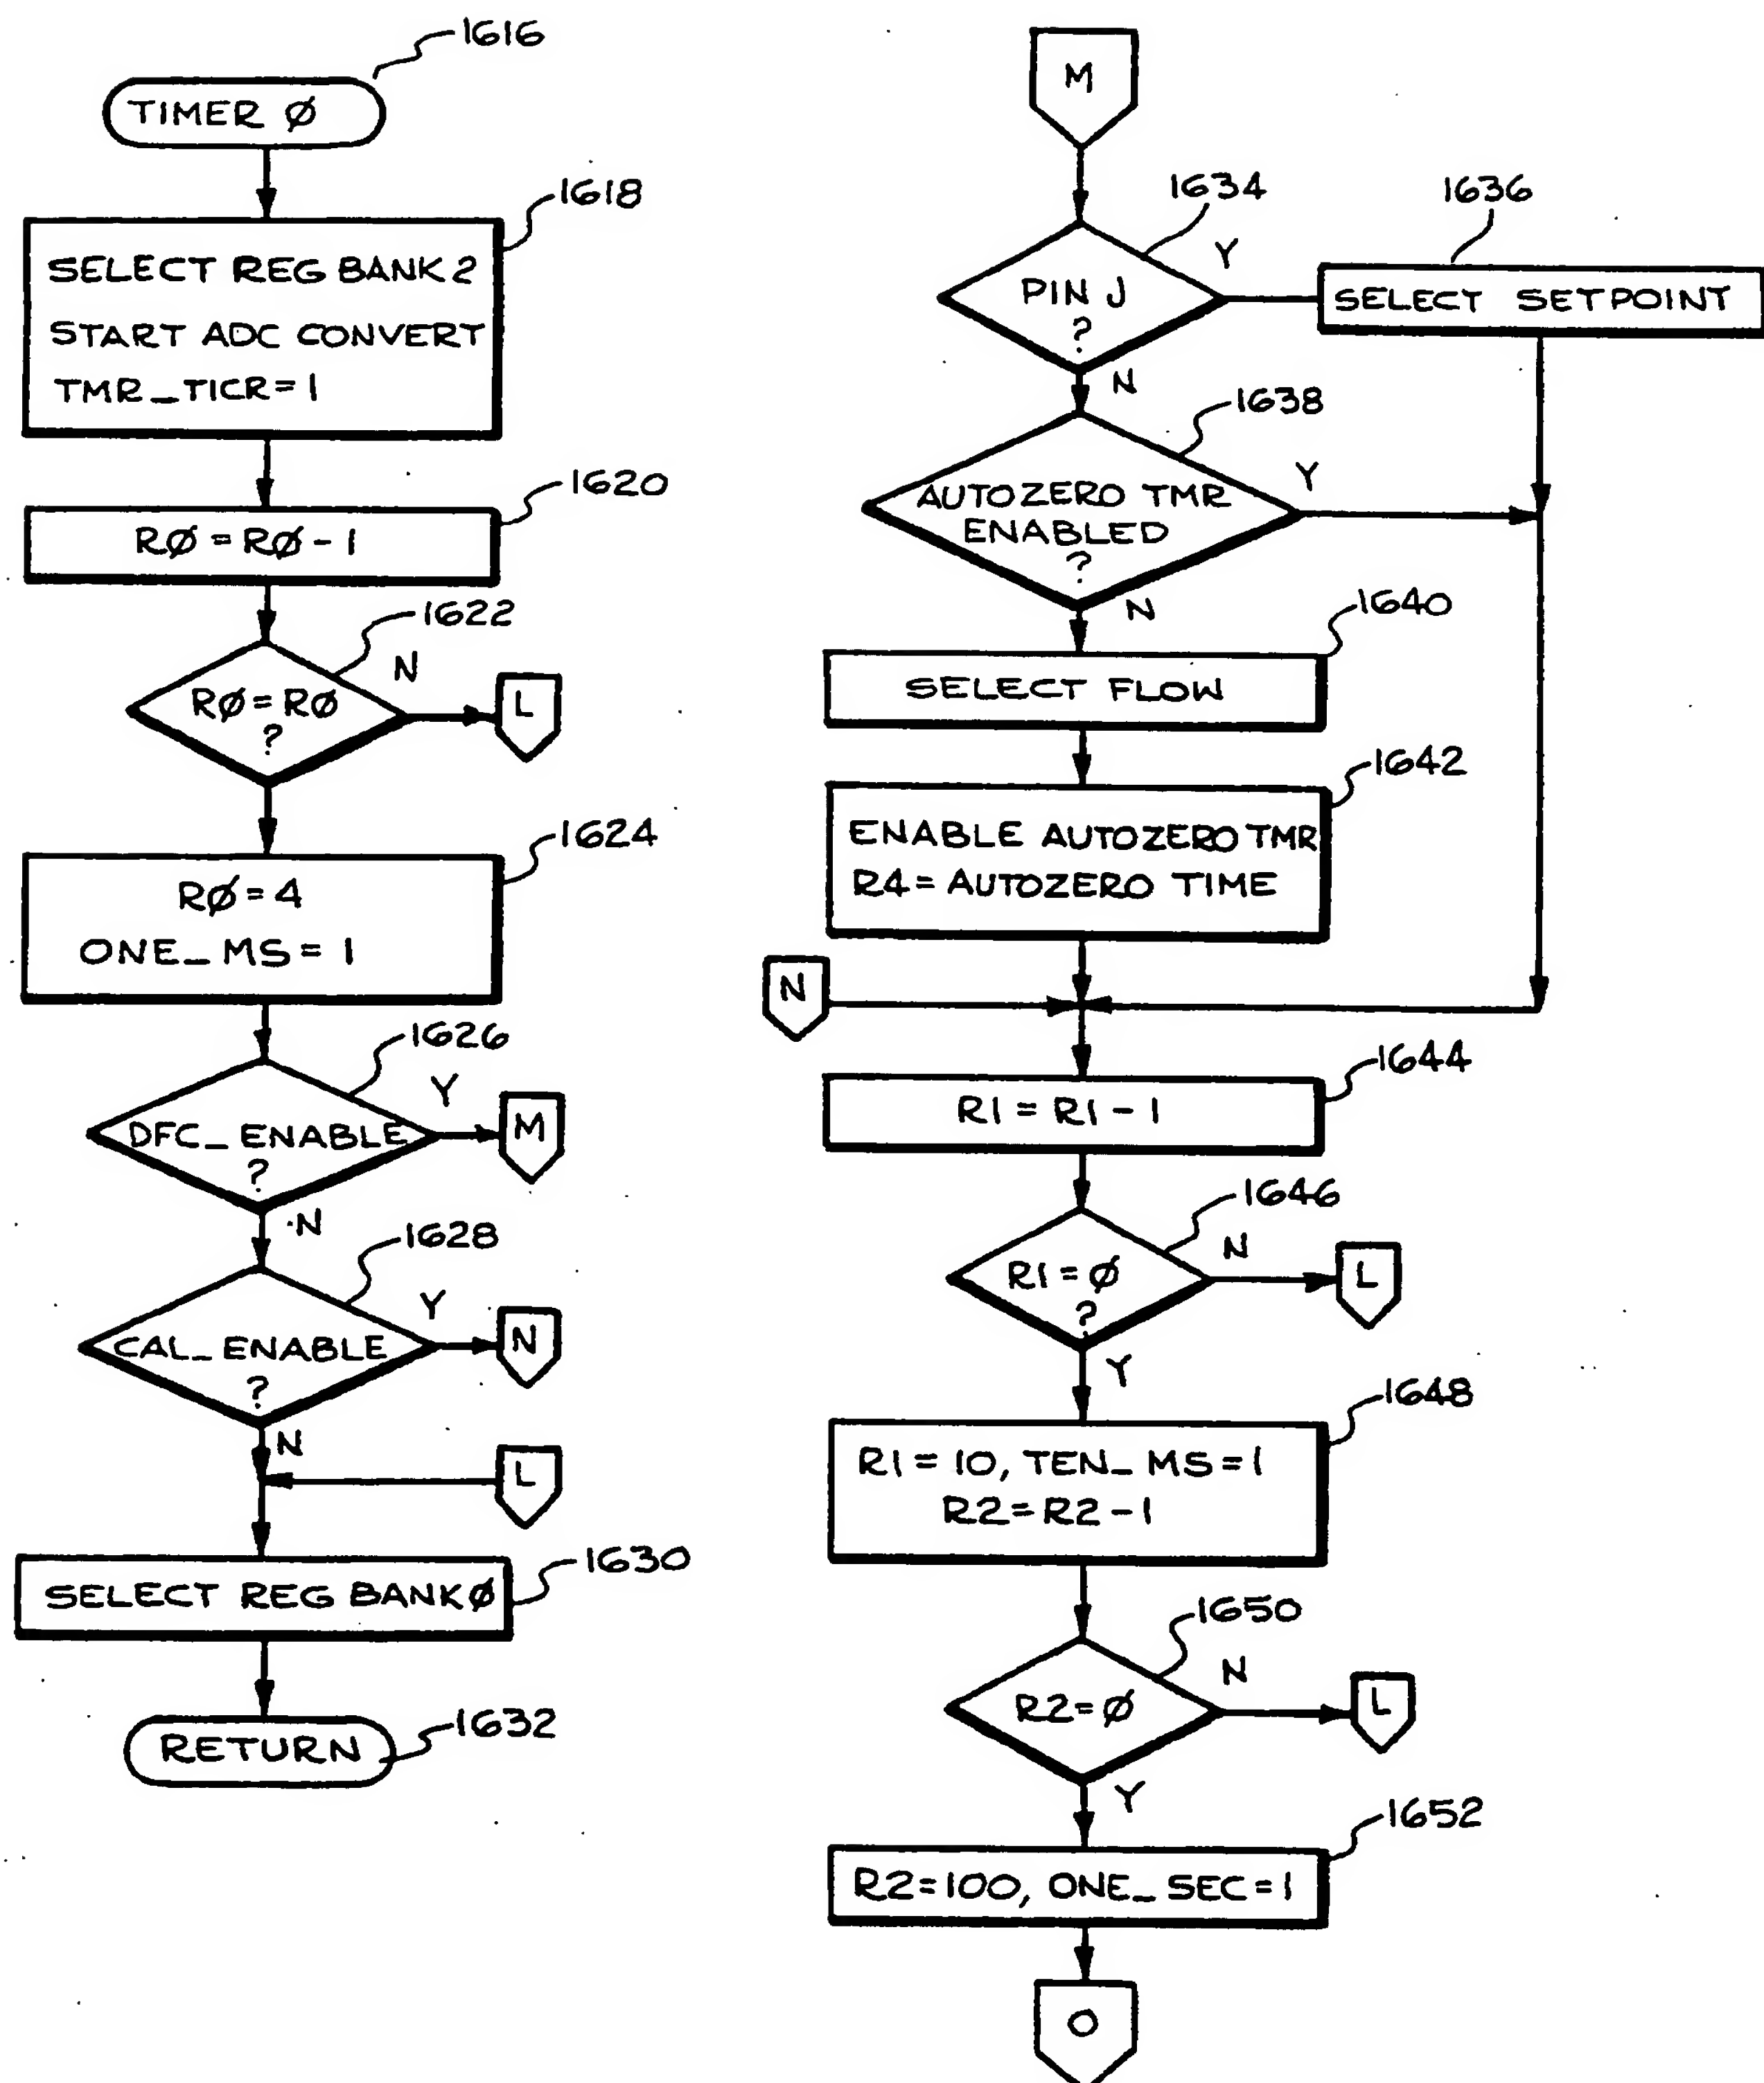 1616
TIMER Ø
1618
SELECT REG BANK 2
START ADC CONVERT
TMR_TICR = 1
1620
RØ = RØ - 1
1622
RØ = RØ
?
N
L
1624
RØ = 4
ONE_MS = 1
1626
DFC_ENABLE
?
Y
M
N
1628
CAL_ENABLE
?
Y
N
N
L
1630
SELECT REG BANK Ø
RETURN
1632
M
1634
PIN J
?
Y
1636
SELECT SETPOINT
N
1638
AUTOZERO TMR
ENABLED
?
Y
N
1640
SELECT FLOW
1642
ENABLE AUTOZERO TMR
R4 = AUTOZERO TIME
N
1644
R1 = R1 - 1
1646
R1 = Ø
?
N
L
Y
1648
R1 = 10, TEN_MS = 1
R2 = R2 - 1
1650
R2 = Ø
N
L
Y
1652
R2 = 100, ONE_SEC = 1
O